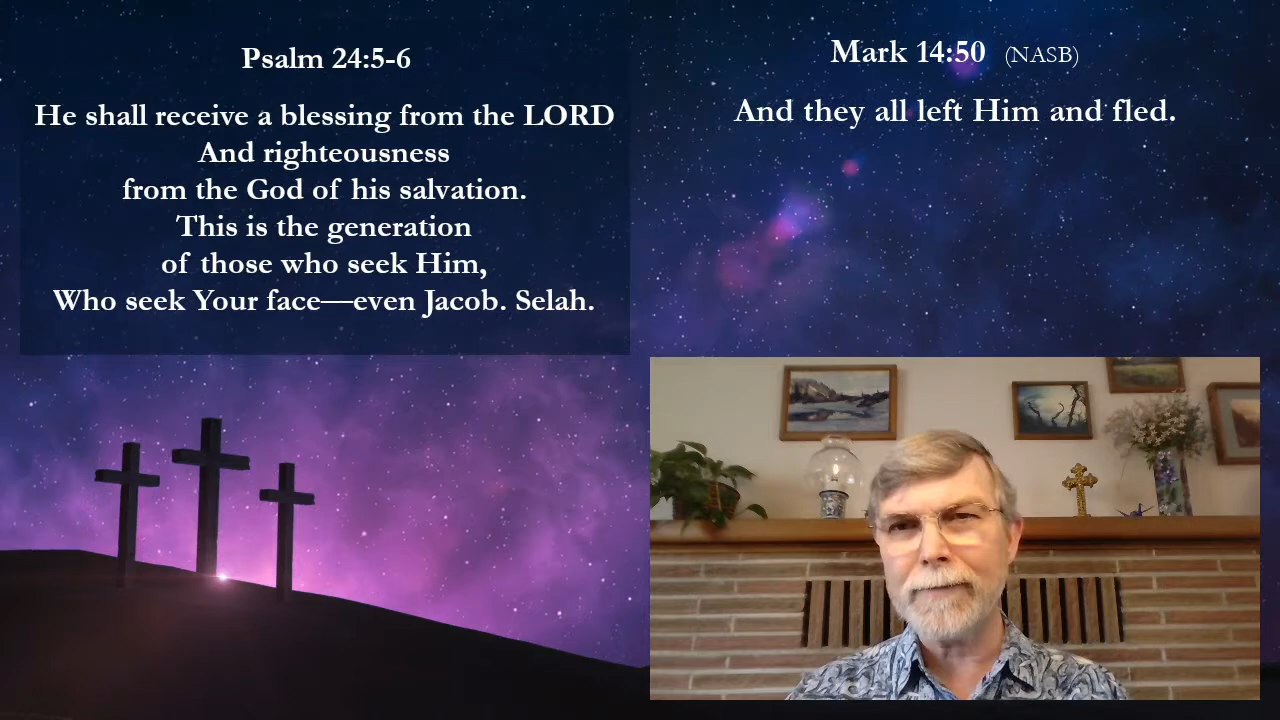 Psalm 24:5-6
He shall receive a blessing from the LORD
And righteousness
from the God of his salvation.
This is the generation
of those who seek Him,
Who seek Your face—even Jacob. Selah.
Mark 14:50 (NASB)
And they all left Him and fled.